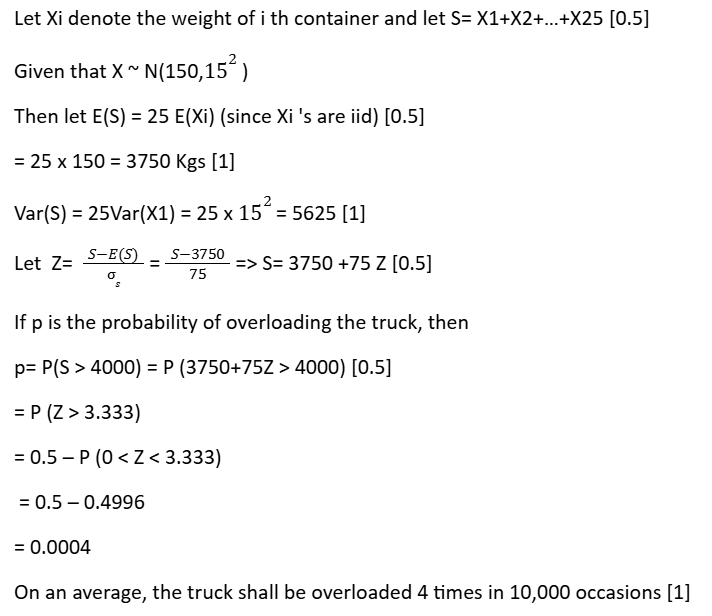 Let Xi denote the weight of i th container and let S= X1+X2+...+X25 [0.5]
Given that X ~ N(150,15² )
Then let E(S) = 25 E(Xi) (since Xi 's are iid) [0.5]
= 25 x 150 = 3750 Kgs [1]
Var(S) = 25Var(X1) = 25 x 15² = 5625 [1]
Let Z= (S−E(S))/σₛ = (S−3750)/75 => S= 3750 +75 Z [0.5]
If p is the probability of overloading the truck, then
p= P(S > 4000) = P (3750+75Z > 4000) [0.5]
= P (Z > 3.333)
= 0.5 – P (0 < Z < 3.333)
= 0.5 – 0.4996
= 0.0004
On an average, the truck shall be overloaded 4 times in 10,000 occasions [1]